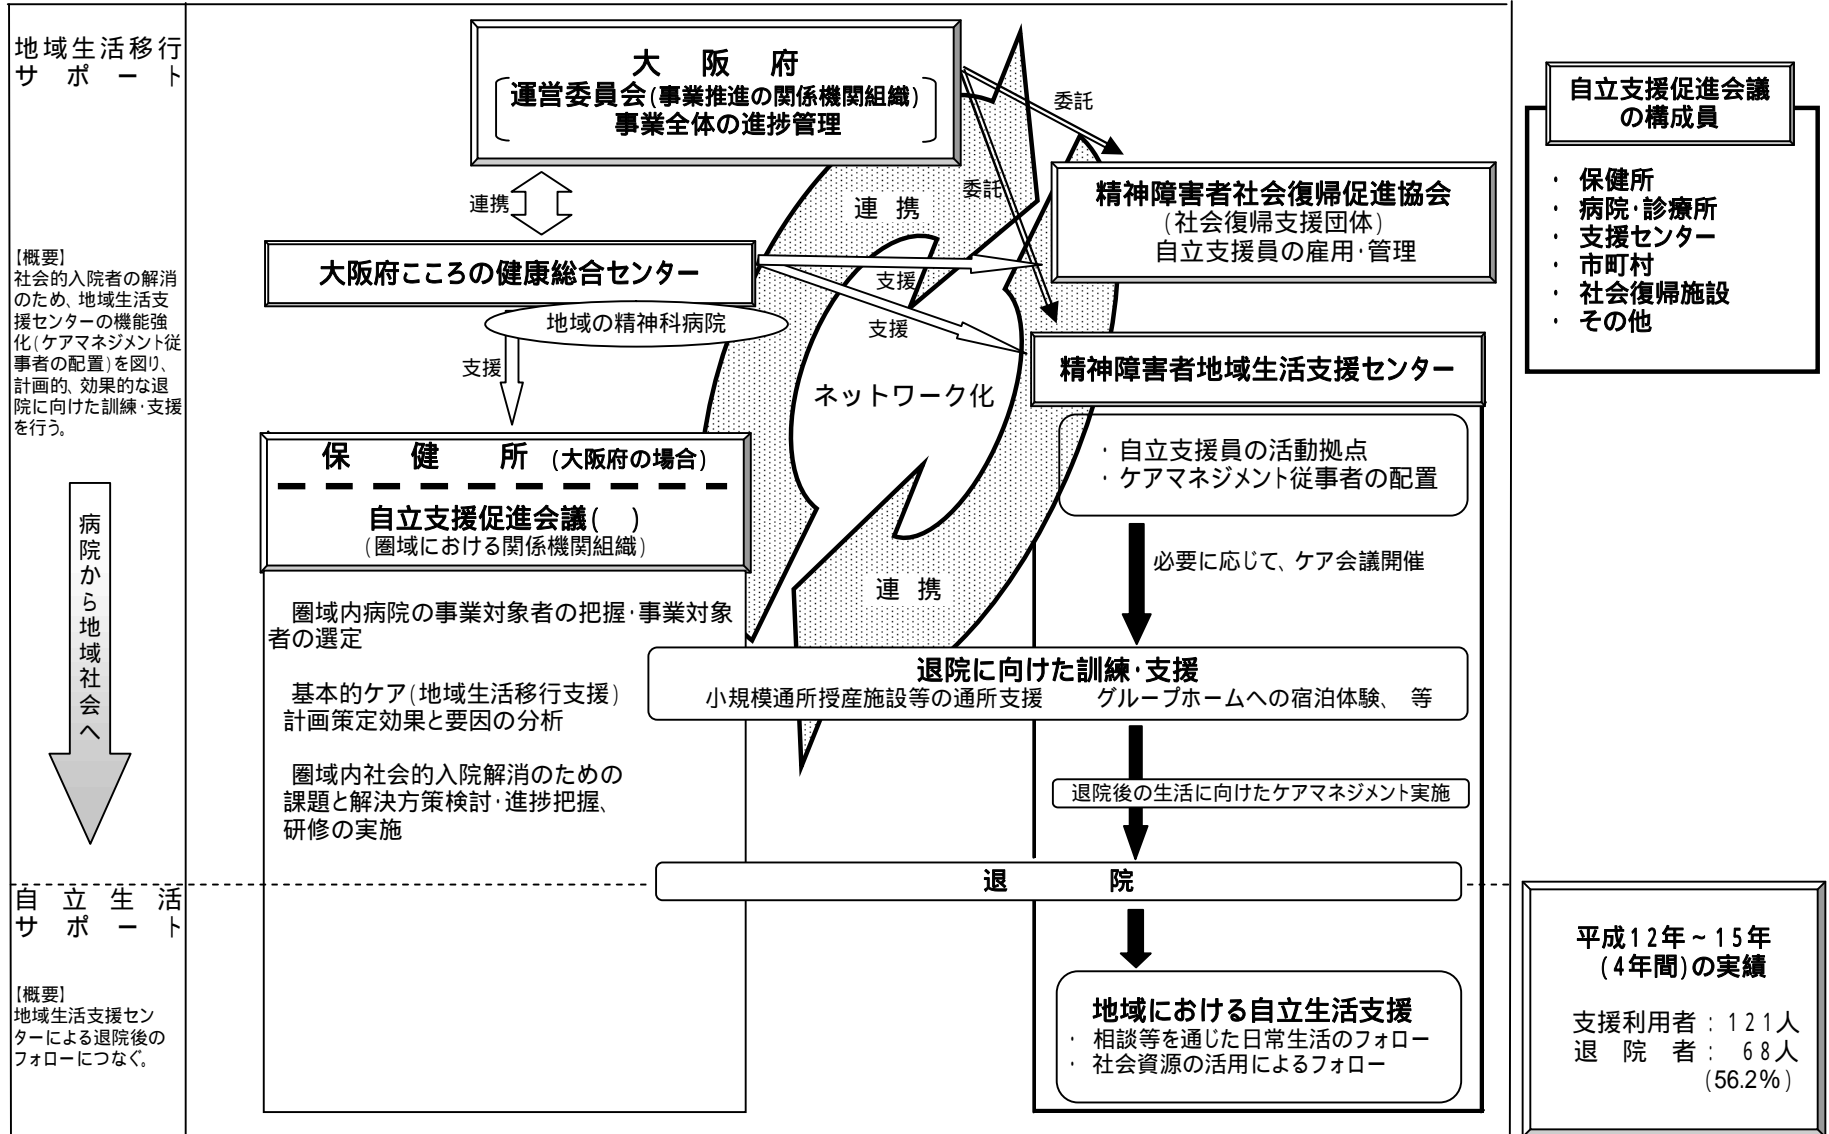 地域生活移行
サポート
【概要】
社会的入院者の解消
のため、地域生活支
援センターの機能強
化(ケアマネジメント従
事者の配置)を図り、
計画的、効果的な退
院に向けた訓練・支援
を行う。
病院から地域社会へ
自立生活
サポート
【概要】
地域生活支援セン
ターによる退院後の
フォローにつなぐ。
大阪府
運営委員会(事業推進の関係機関組織)
事業全体の進捗管理
連携
大阪府こころの健康総合センター
地域の精神科病院
支援
保健所 (大阪府の場合)
自立支援促進会議( )
(圏域における関係機関組織)
圏域内病院の事業対象者の把握・事業対象
者の選定
基本的ケア(地域生活移行支援)
計画策定効果と要因の分析
圏域内社会的入院解消のための
課題と解決方策検討・進捗把握、
研修の実施
委託
委託
連携
支援
支援
ネットワーク化
連携
精神障害者社会復帰促進協会
(社会復帰支援団体)
自立支援員の雇用・管理
精神障害者地域生活支援センター
・自立支援員の活動拠点
・ケアマネジメント従事者の配置
必要に応じて、ケア会議開催
退院に向けた訓練・支援
小規模通所授産施設等の通所支援 グループホームへの宿泊体験、 等
退院後の生活に向けたケアマネジメント実施
退院
地域における自立生活支援
・ 相談等を通じた日常生活のフォロー
・ 社会資源の活用によるフォロー
自立支援促進会議
の構成員
・ 保健所
・ 病院・診療所
・ 支援センター
・ 市町村
・ 社会復帰施設
・ その他
平成12年~15年
(4年間)の実績
支援利用者：121人
退院者： 68人
(56.2%)